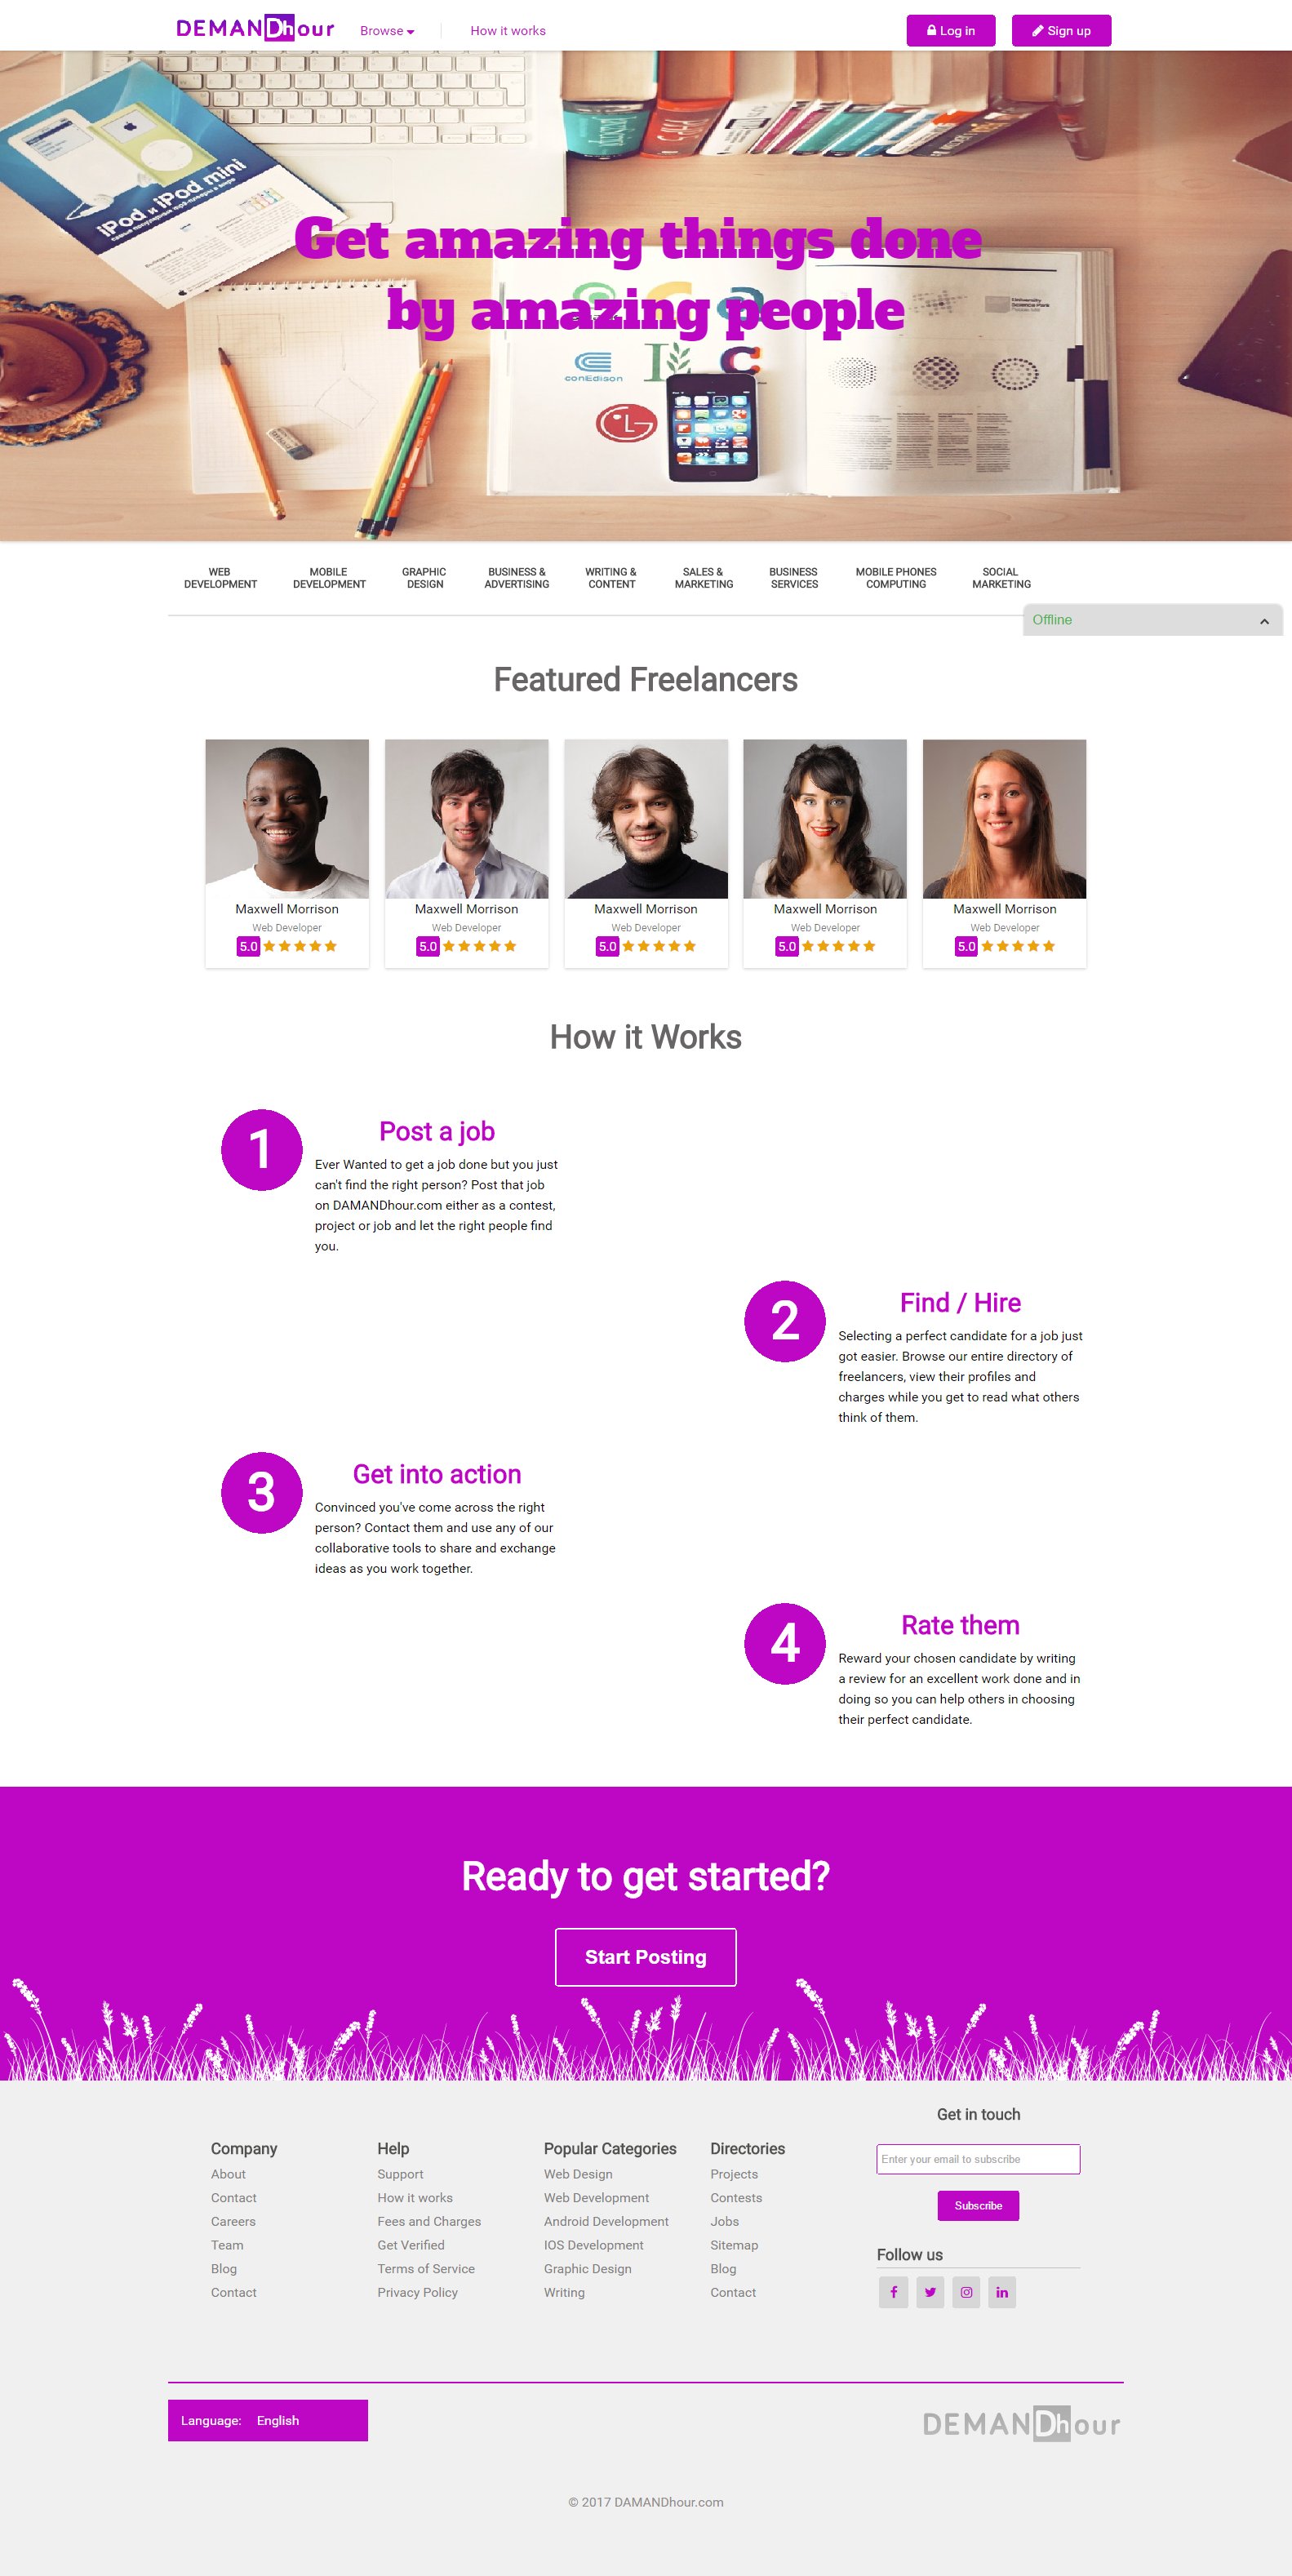 DEMANDhour
Browse
How it works
Log in
Sign up
iPod и iPod mini
conEdison
LG
Get amazing things done
by amazing people
WEB
DEVELOPMENT
MOBILE
DEVELOPMENT
GRAPHIC
DESIGN
BUSINESS &
ADVERTISING
WRITING &
CONTENT
SALES &
MARKETING
BUSINESS
SERVICES
MOBILE PHONES
COMPUTING
SOCIAL
MARKETING
Offline
Featured Freelancers
Maxwell Morrison
Web Developer
5.0
Maxwell Morrison
Web Developer
5.0
Maxwell Morrison
Web Developer
5.0
Maxwell Morrison
Web Developer
5.0
Maxwell Morrison
Web Developer
5.0
How it Works
1
Post a job
Ever Wanted to get a job done but you just
can't find the right person? Post that job
on DAMANDhour.com either as a contest,
project or job and let the right people find
you.
2
Find / Hire
Selecting a perfect candidate for a job just
got easier. Browse our entire directory of
freelancers, view their profiles and
charges while you get to read what others
think of them.
3
Get into action
Convinced you've come across the right
person? Contact them and use any of our
collaborative tools to share and exchange
ideas as you work together.
4
Rate them
Reward your chosen candidate by writing
a review for an excellent work done and in
doing so you can help others in choosing
their perfect candidate.
Ready to get started?
Start Posting
Company
About
Contact
Careers
Team
Blog
Contact
Help
Support
How it works
Fees and Charges
Get Verified
Terms of Service
Privacy Policy
Popular Categories
Web Design
Web Development
Android Development
IOS Development
Graphic Design
Writing
Directories
Projects
Contests
Jobs
Sitemap
Blog
Contact
Get in touch
Enter your email to subscribe
Subscribe
Follow us
Language: English
DEMANDhour
© 2017 DAMANDhour.com